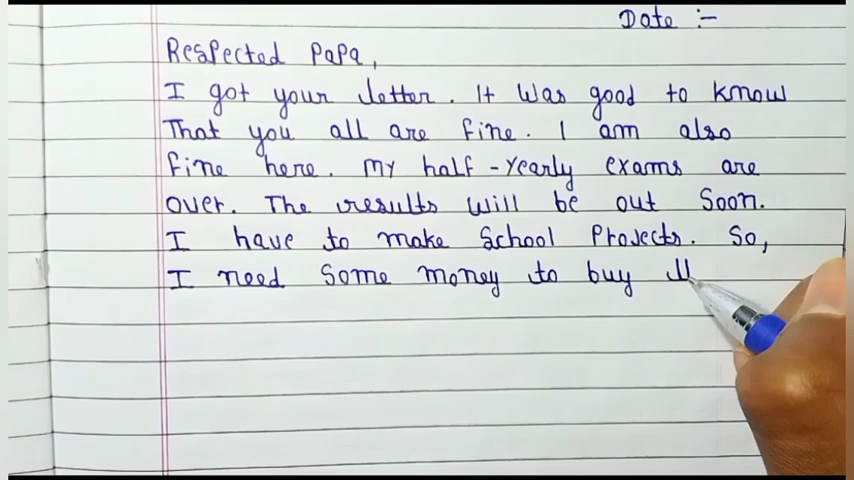 Date :-
Respected Papa,
I got your letter. It was good to know
That you all are fine. I am also
fine here. My half-yearly exams are
over. The results will be out soon.
I have to make School Projects. So,
I need some money to buy